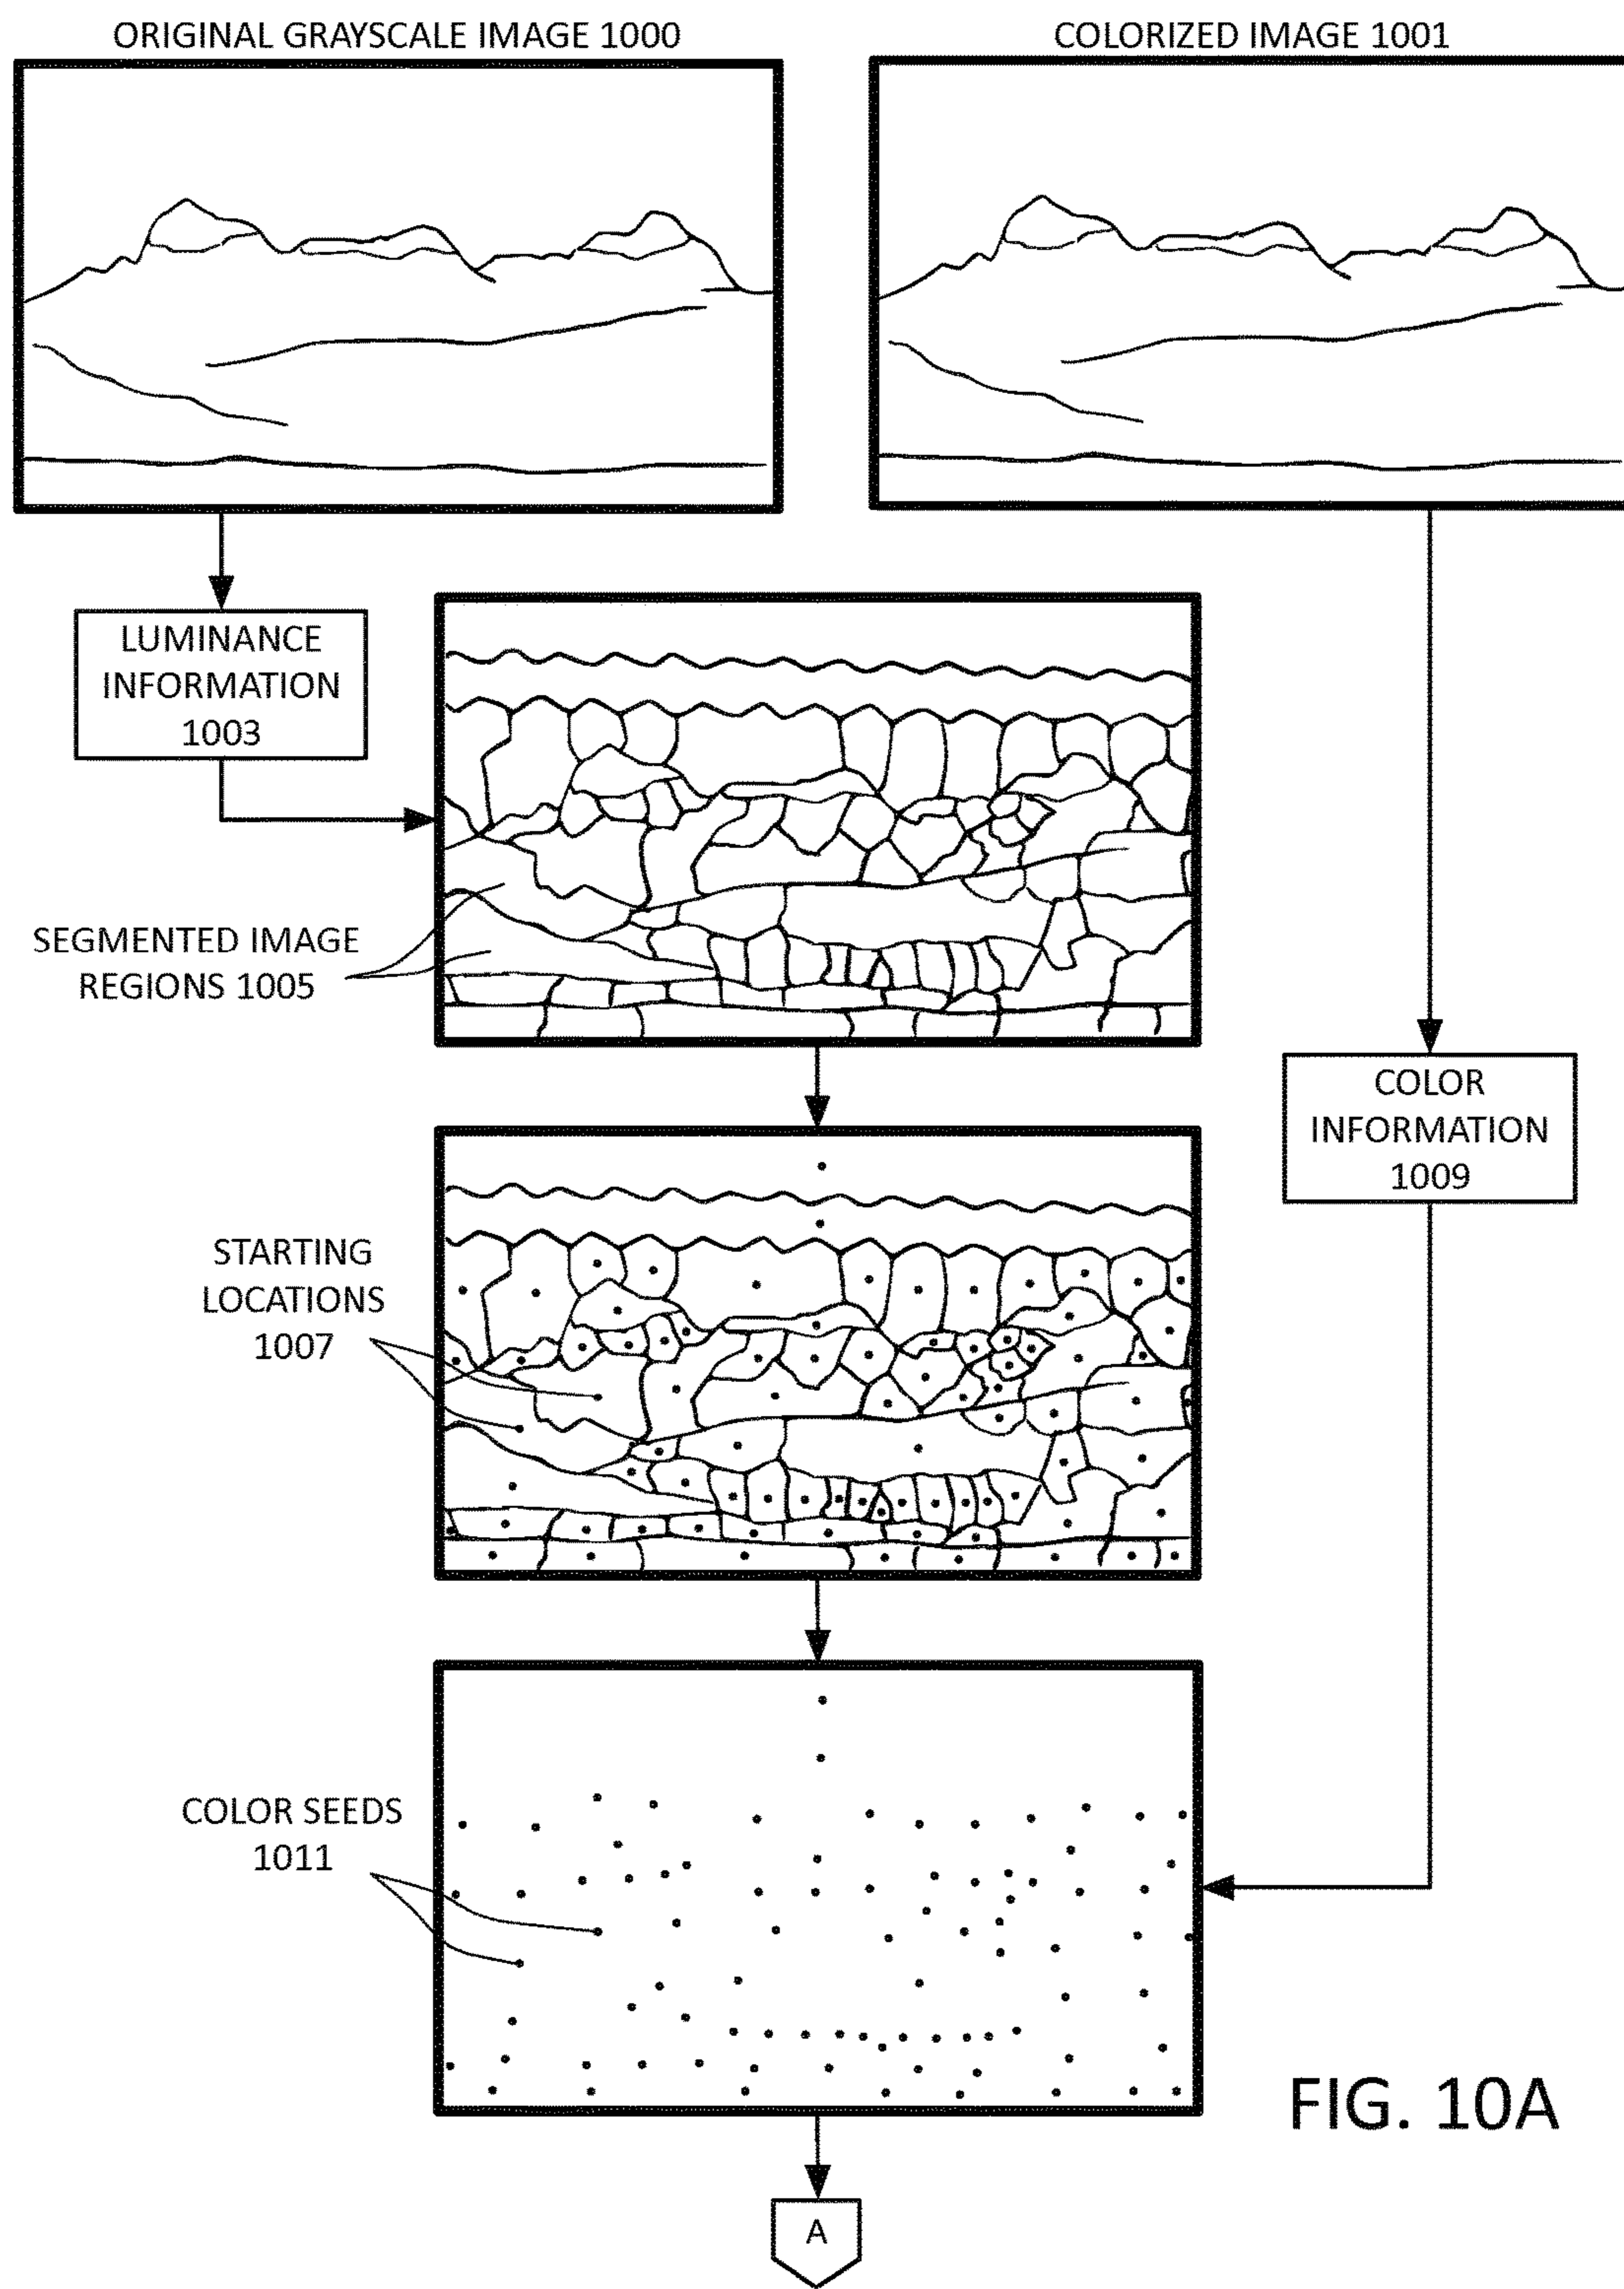 ORIGINAL GRAYSCALE IMAGE 1000
COLORIZED IMAGE 1001
LUMINANCE
INFORMATION
1003
SEGMENTED IMAGE
REGIONS 1005
COLOR
INFORMATION
1009
STARTING
LOCATIONS
1007
COLOR SEEDS
1011
FIG. 10A
A